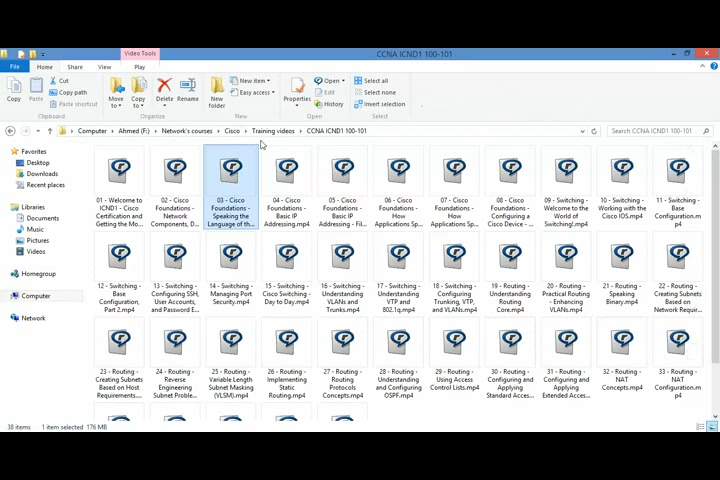 Video Tools
CCNA ICND1 100-101
File Home Share View Play
Copy
Paste
Cut
Copy path
Paste shortcut
Clipboard
Move to
Copy to
Delete
Rename
Organise
New folder
New item
Easy access
New
Properties
Open
Edit
History
Open
Select all
Select none
Invert selection
Select
Computer Ahmed (F:) Network's courses Cisco Training videos CCNA ICND1 100-101
Search CCNA ICND1 100-101
Favorites
Desktop
Downloads
Recent places
Libraries
Documents
Music
Pictures
Videos
Homegroup
Computer
Network
01 - Welcome to
ICND1 - Cisco
Certification and
Getting the Mo...
02 - Cisco
Foundations -
Network
Components, D...
03 - Cisco
Foundations -
Speaking the
Language of th...
04 - Cisco
Foundations -
Basic IP
Addressing.mp4
05 - Cisco
Foundations -
Basic IP
Addressing - Fil...
06 - Cisco
Foundations -
How
Applications Sp...
07 - Cisco
Foundations -
How
Applications Sp...
08 - Cisco
Foundations -
Configuring a
Cisco Device - ...
09 - Switching -
Welcome to the
World of
Switching!.mp4
10 - Switching -
Working with the
Cisco IOS.mp4
11 - Switching -
Base
Configuration.m
p4
12 - Switching -
Base
Configuration,
Part 2.mp4
13 - Switching -
Configuring SSH,
User Accounts,
and Password E...
14 - Switching -
Managing Port
Security.mp4
15 - Switching -
Cisco Switching -
Day to Day.mp4
16 - Switching -
Understanding
VLANs and
Trunks.mp4
17 - Switching -
Understanding
VTP and
802.1q.mp4
18 - Switching -
Configuring
Trunking, VTP,
and VLANs.mp4
19 - Routing -
Understanding
Routing
Core.mp4
20 - Routing -
Practical Routing
- Enhancing
VLANs.mp4
21 - Routing -
Speaking
Binary.mp4
22 - Routing -
Creating Subnets
Based on
Network Requir...
23 - Routing -
Creating Subnets
Based on Host
Requirements....
24 - Routing -
Reverse
Engineering
Subnet Proble...
25 - Routing -
Variable Length
Subnet Masking
(VLSM).mp4
26 - Routing -
Implementing
Static
Routing.mp4
27 - Routing -
Routing
Protocols
Concepts.mp4
28 - Routing -
Understanding
and Configuring
OSPF.mp4
29 - Routing -
Using Access
Control Lists.mp4
30 - Routing -
Configuring and
Applying
Standard Acces...
31 - Routing -
Configuring and
Applying
Extended Acces...
32 - Routing -
NAT
Concepts.mp4
33 - Routing -
NAT
Configuration.m
p4
38 items 1 item selected 176 MB